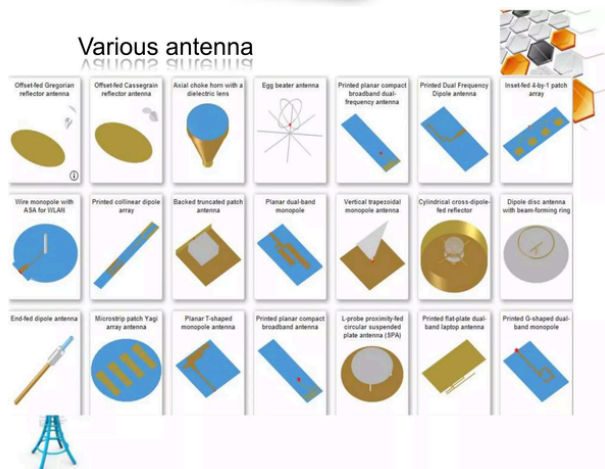 Various antenna
Offset-fed Gregorian
reflector antenna
Offset-fed Cassegrain
reflector antenna
Axial choke horn with a
dielectric lens
Egg beater antenna
Printed planar compact
broadband dual-
frequency antenna
Printed Dual Frequency
Dipole antenna
Inset-fed 4-by-1 patch
array
Wire monopole with
ASA for WLAN
Printed collinear dipole
array
Backed truncated patch
antenna
Planar dual-band
monopole
Vertical trapezoidal
monopole antenna
Cylindrical cross-dipole-
fed reflector
Dipole disc antenna
with beam-forming ring
End-fed dipole antenna
Microstrip patch Yagi
array antenna
Planar T-shaped
monopole antenna
Printed planar compact
broadband antenna
L-probe proximity-fed
circular suspended
plate antenna (SPA)
Printed flat-plate dual-
band laptop antenna
Printed G-shaped dual-
band monopole